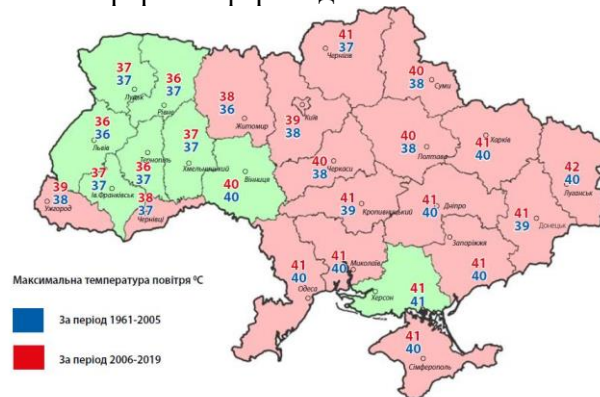 41
37
Чернігів
37
37
Луцьк
36
37
Рівне
38
36
Житомир
39
38
Київ
40
38
Суми
36
36
Львів
37
37
Ів.Франківськ
36
37
Тернопіль
37
37
Хмельницький
40
40
Вінниця
40
38
Черкаси
40
38
Полтава
41
40
Харків
42
40
Луганськ
39
38
Ужгород
38
37
Чернівці
41
39
Кропивницький
41
40
Дніпро
41
39
Донецьк
Запоріжжя
41
40
41
40
Одеса
41
40
Миколаїв
41
41
Херсон
41
40
Сімферополь
Максимальна температура повітря °С
За період 1961-2005
За період 2006-2019